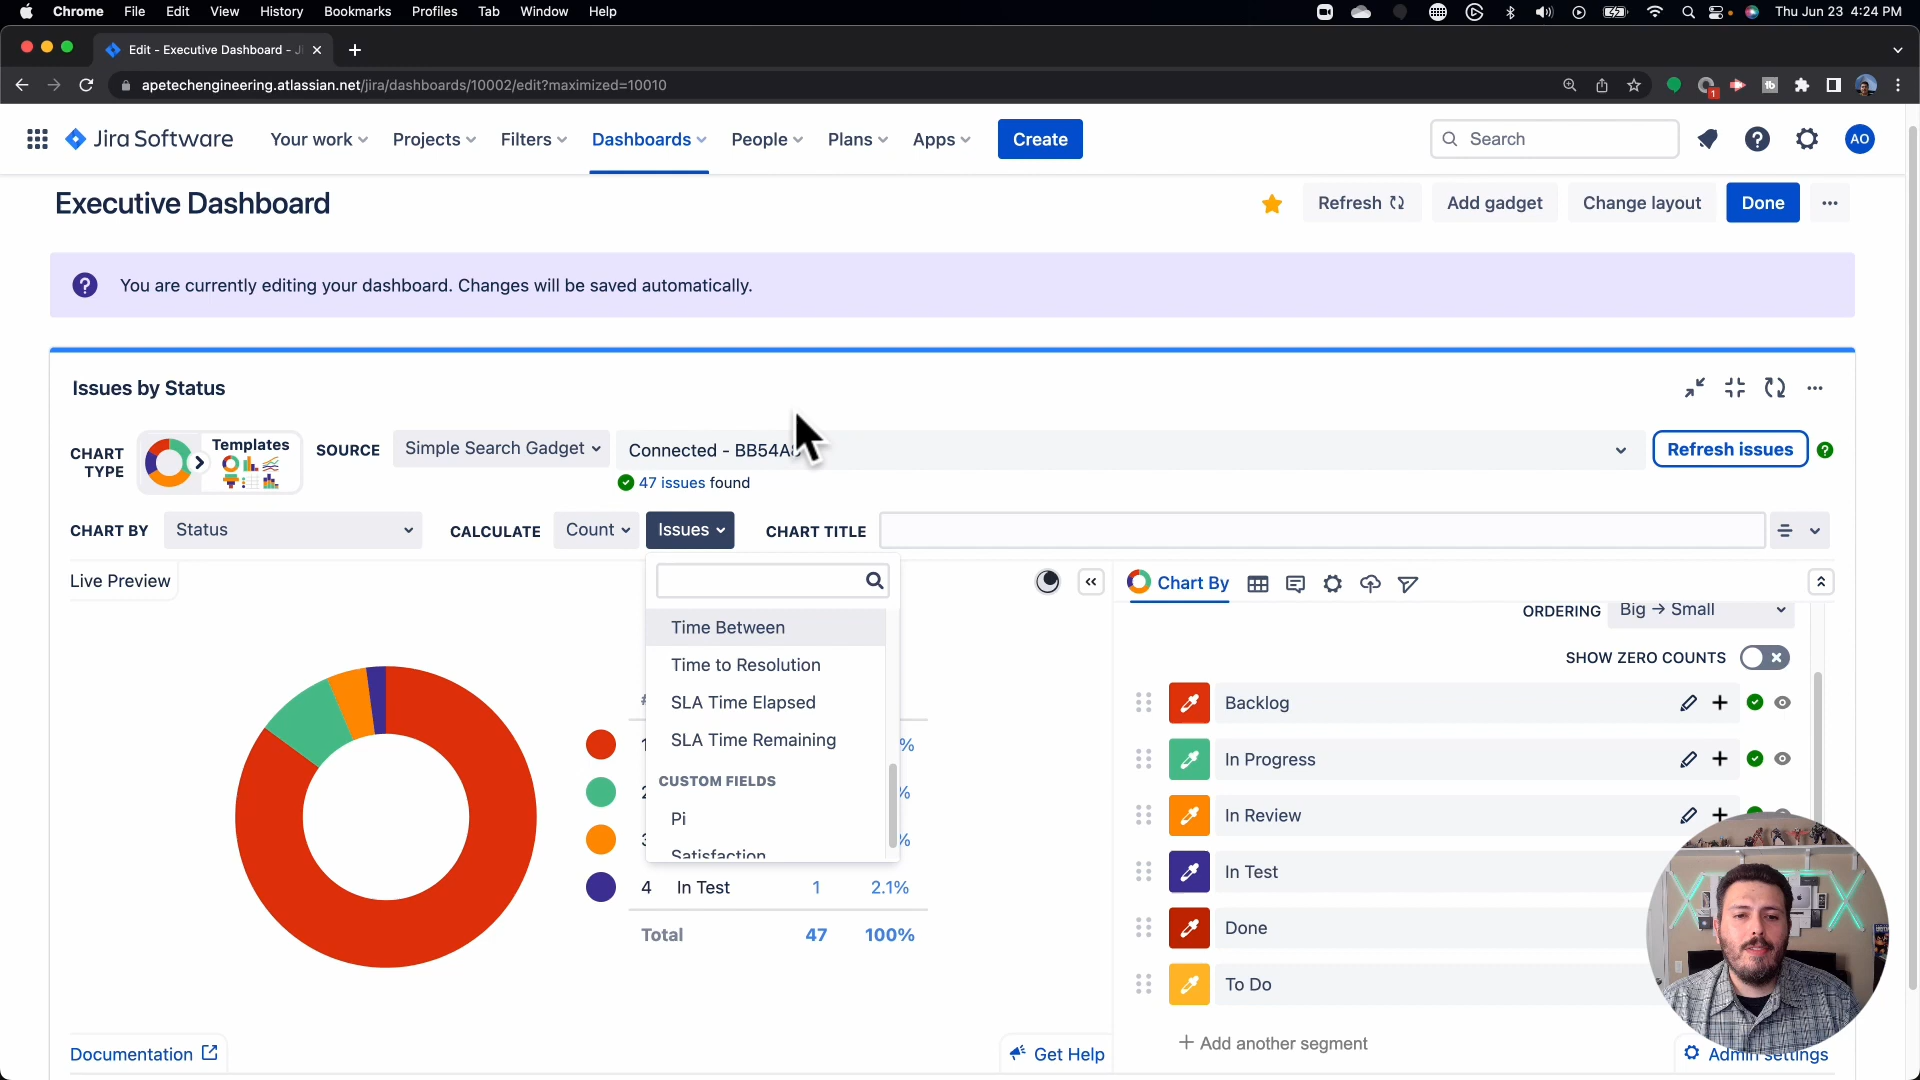 Chrome File Edit View History Bookmarks Profiles Tab Window Help Thu Jun 23 4:24 PM
Edit - Executive Dashboard - Ji
apetechengineering.atlassian.net/jira/dashboards/10002/edit?maximized=10010
1
Jira Software Your work Projects Filters Dashboards People Plans Apps Create Search AO
Executive Dashboard Refresh Add gadget Change layout Done
You are currently editing your dashboard. Changes will be saved automatically.
Issues by Status
CHART TYPE Templates SOURCE Simple Search Gadget Connected - BB54A Refresh issues
47 issues found
CHART BY Status CALCULATE Count Issues CHART TITLE
Live Preview
Time Between
Time to Resolution
SLA Time Elapsed
SLA Time Remaining
CUSTOM FIELDS
Pi
Satisfaction
%
%
%
4 In Test 1 2.1%
Total 47 100%
Chart By
ORDERING Big → Small
SHOW ZERO COUNTS
Backlog
In Progress
In Review
In Test
Done
To Do
+ Add another segment
Documentation Get Help Admin settings